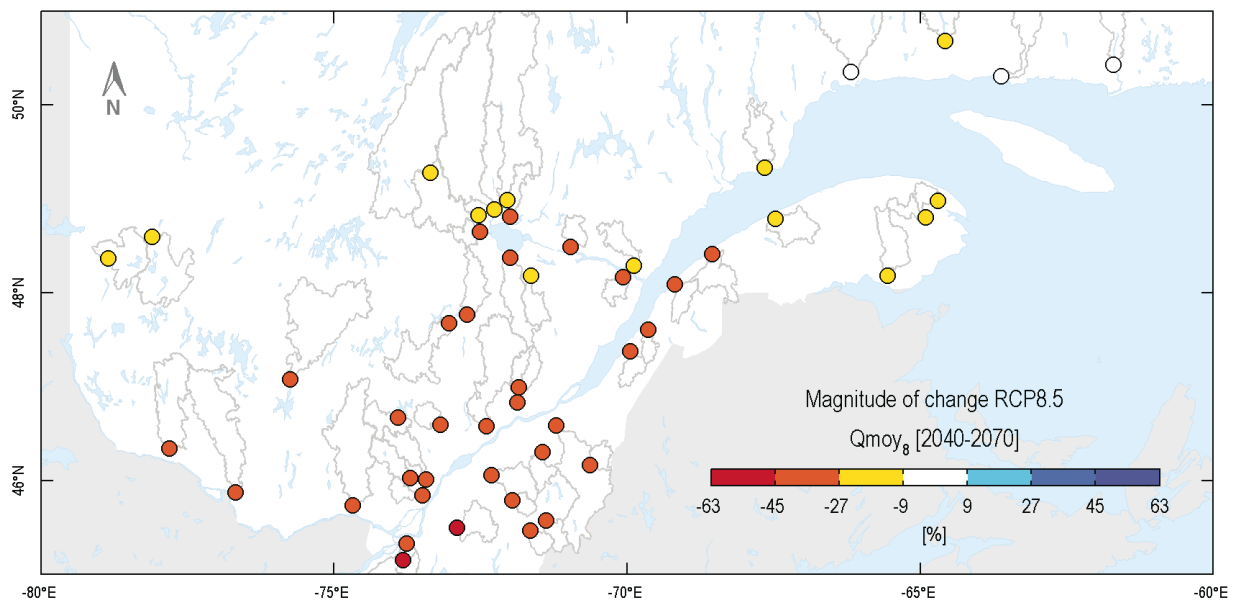 N
50°N
48°N
46°N
Magnitude of change RCP8.5
Qmoy8 [2040-2070]
-63 -45 -27 -9 9 27 45 63
[%]
-80°E -75°E -70°E -65°E -60°E